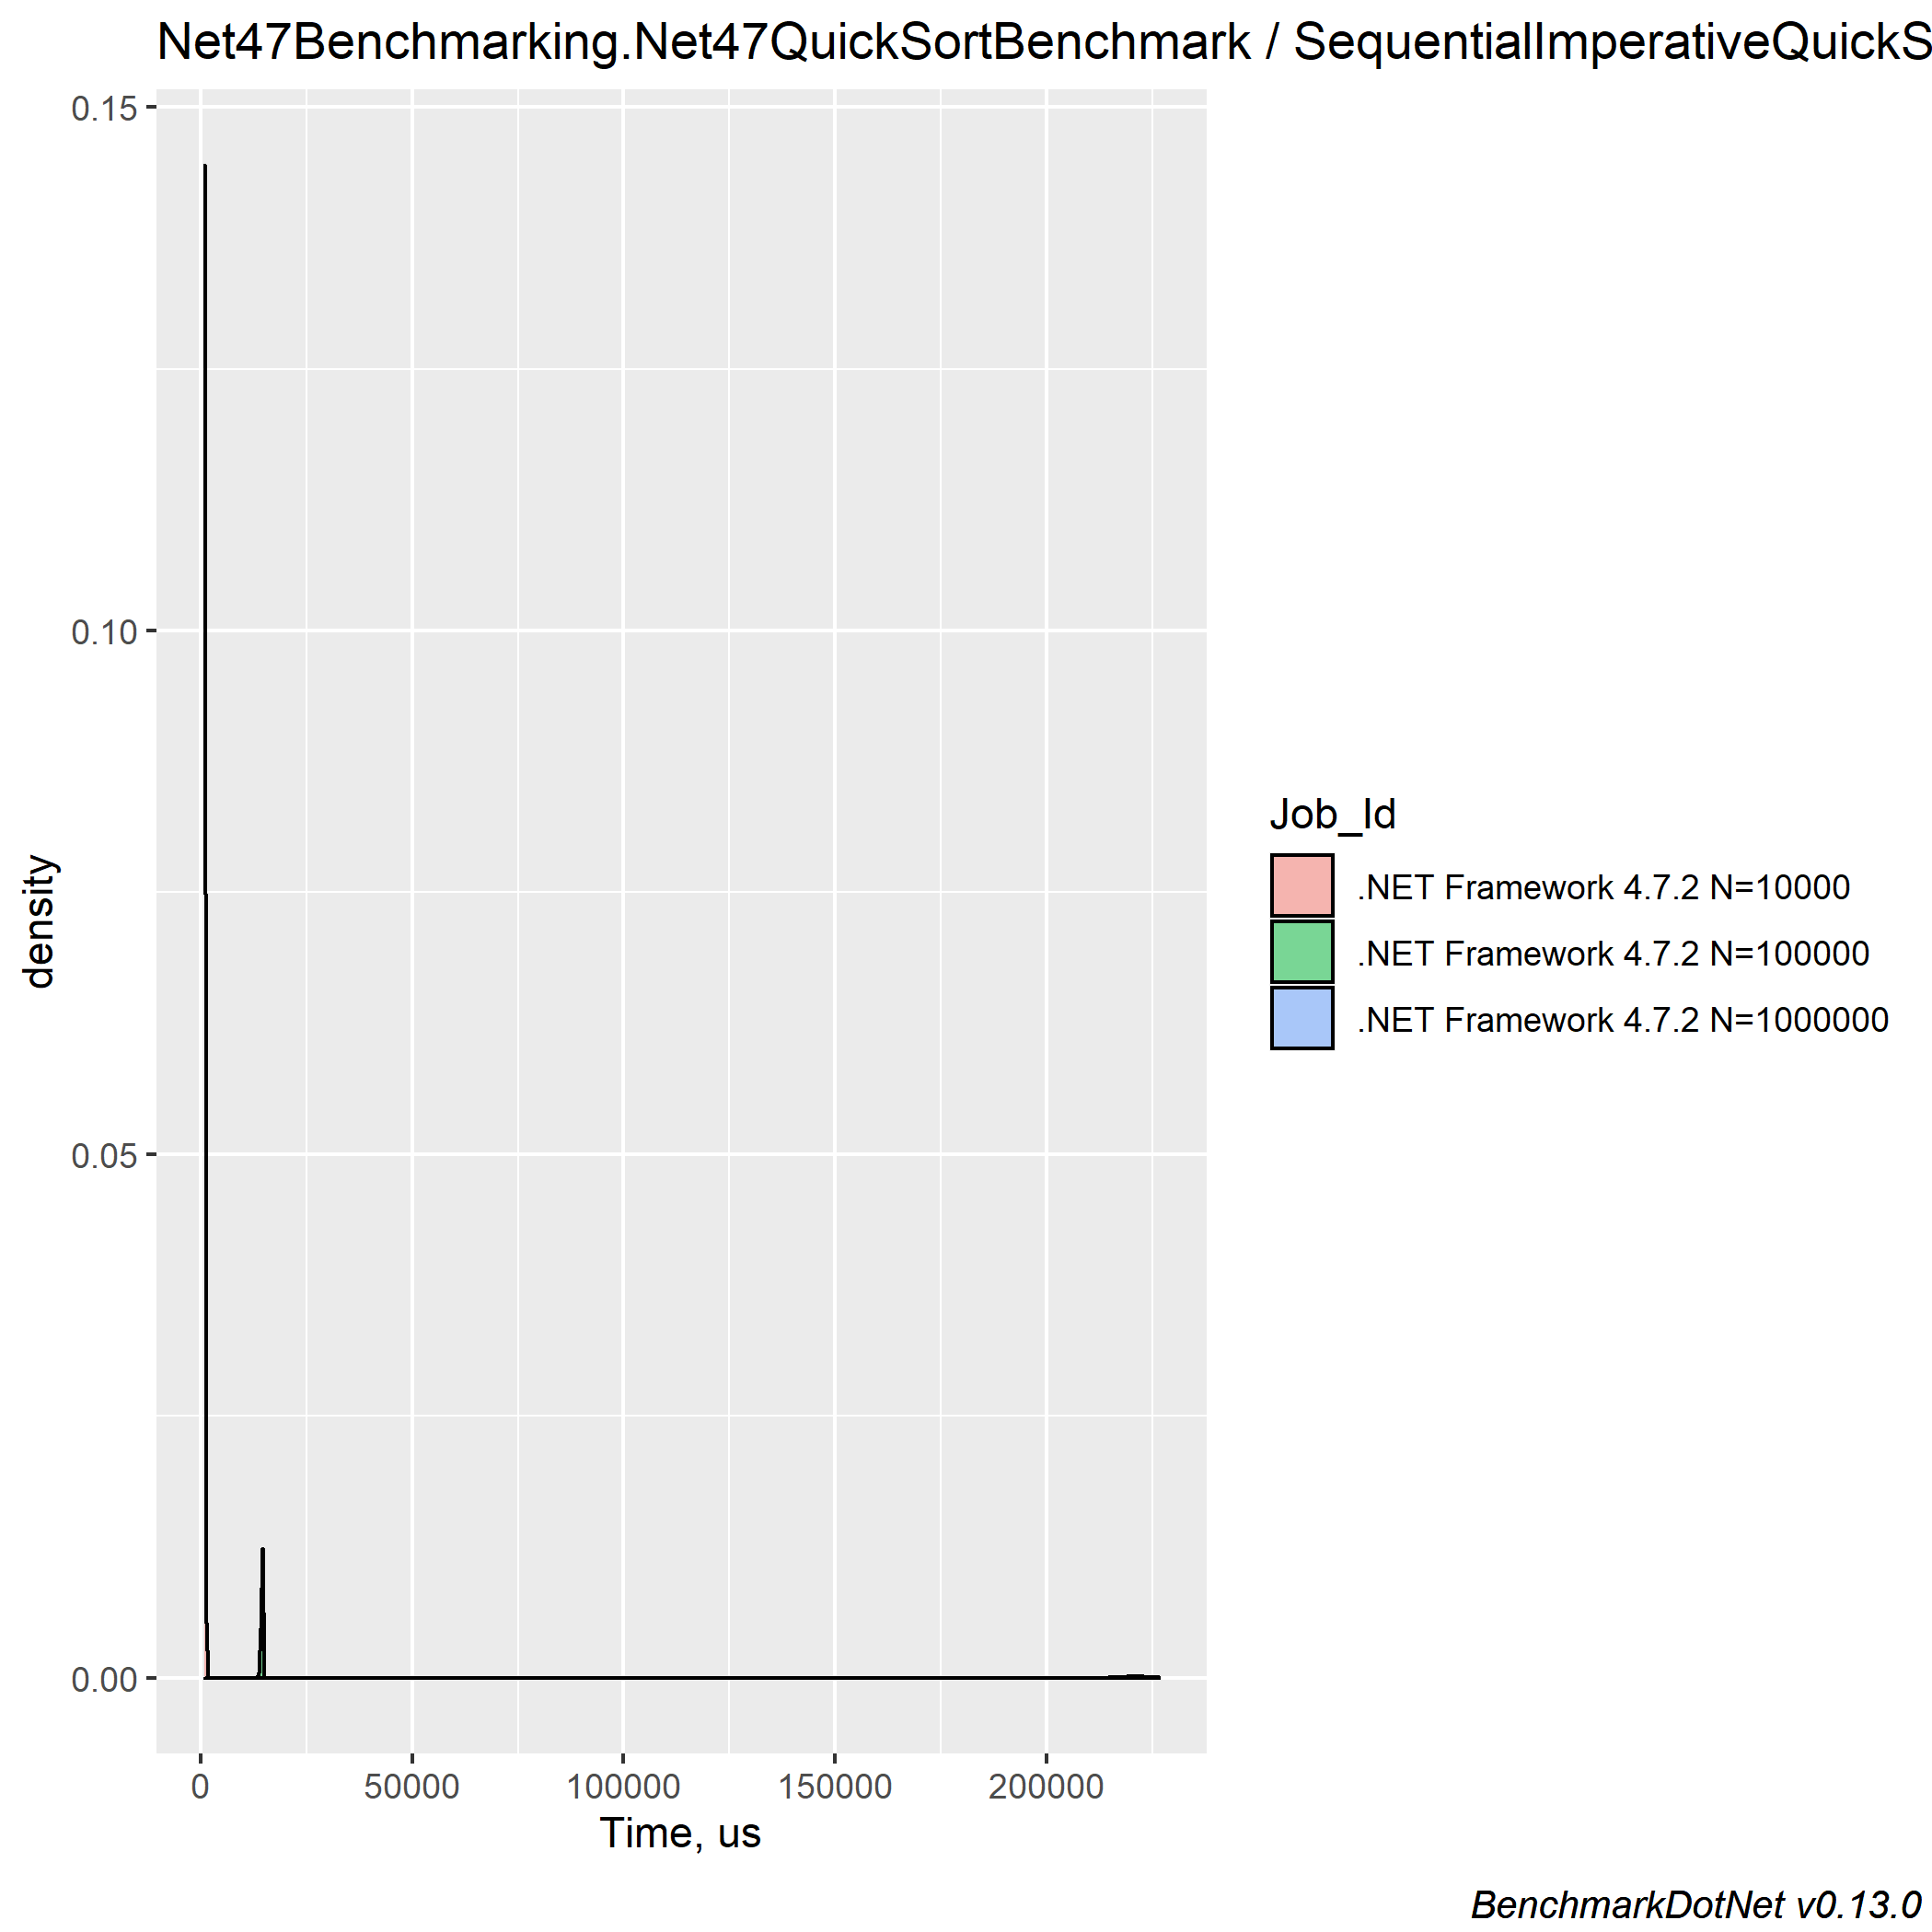 Net47Benchmarking.Net47QuickSortBenchmark / SequentialImperativeQuickS
0.15
0.10
0.05
0.00
density
0
50000
100000
150000
200000
Time, us
Job_Id
.NET Framework 4.7.2 N=10000
.NET Framework 4.7.2 N=100000
.NET Framework 4.7.2 N=1000000
BenchmarkDotNet v0.13.0